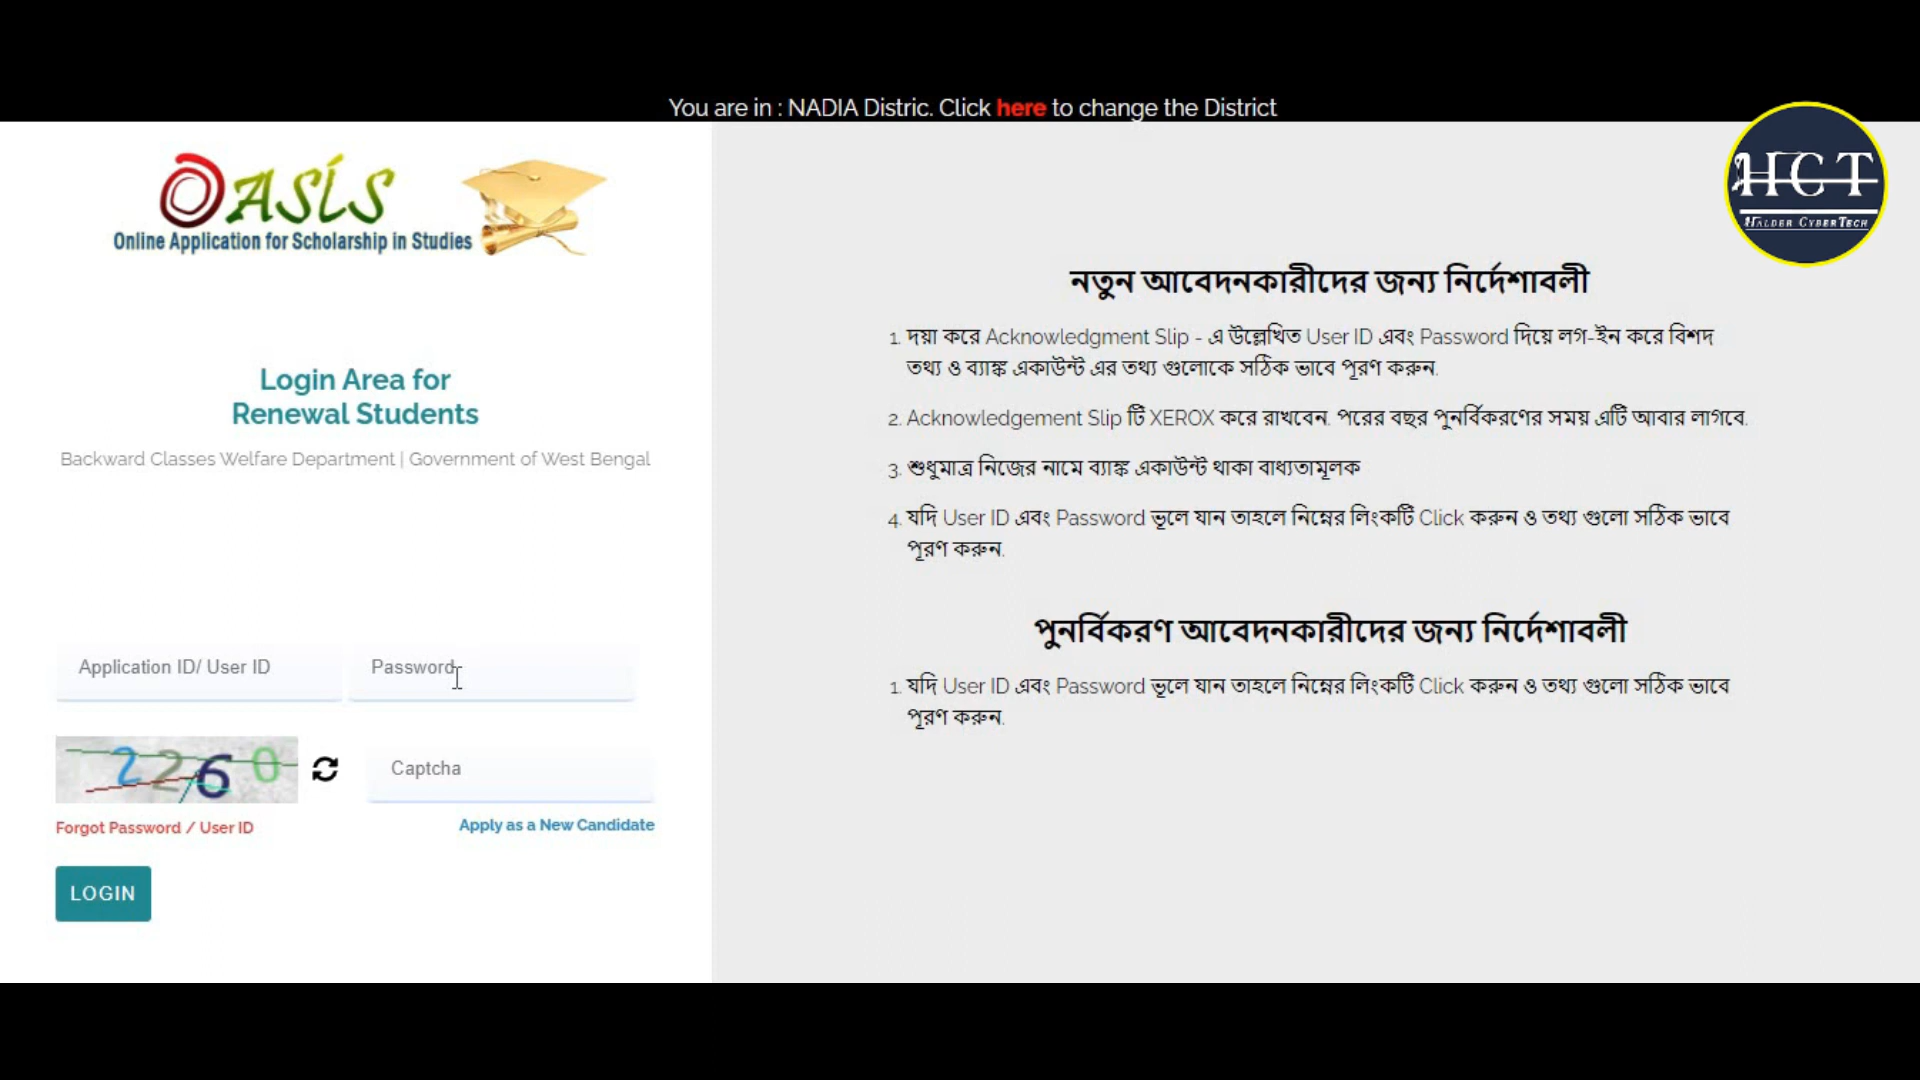 You are in : NADIA Distric. Click here to change the District
OASIS
Online Application for Scholarship in Studies
HCT
HALDER CYBERTECH
Login Area for
Renewal Students
Backward Classes Welfare Department | Government of West Bengal
Application ID/ User ID
Password
2260
Captcha
Forgot Password / User ID
Apply as a New Candidate
LOGIN
নতুন আবেদনকারীদের জন্য নির্দেশাবলী
1. দয়া করে Acknowledgment Slip - এ উল্লেখিত User ID এবং Password দিয়ে লগ-ইন করে বিশদ
তথ্য ও ব্যাঙ্ক একাউন্ট এর তথ্য গুলোকে সঠিক ভাবে পূরণ করুন.
2. Acknowledgement Slip টি XEROX করে রাখবেন. পরের বছর পুনর্বিকরণের সময় এটি আবার লাগবে.
3. শুধুমাত্র নিজের নামে ব্যাঙ্ক একাউন্ট থাকা বাধ্যতামূলক
4. যদি User ID এবং Password ভূলে যান তাহলে নিম্নের লিংকটি Click করুন ও তথ্য গুলো সঠিক ভাবে
পূরণ করুন.
পুনর্বিকরণ আবেদনকারীদের জন্য নির্দেশাবলী
1. যদি User ID এবং Password ভূলে যান তাহলে নিম্নের লিংকটি Click করুন ও তথ্য গুলো সঠিক ভাবে
পূরণ করুন.